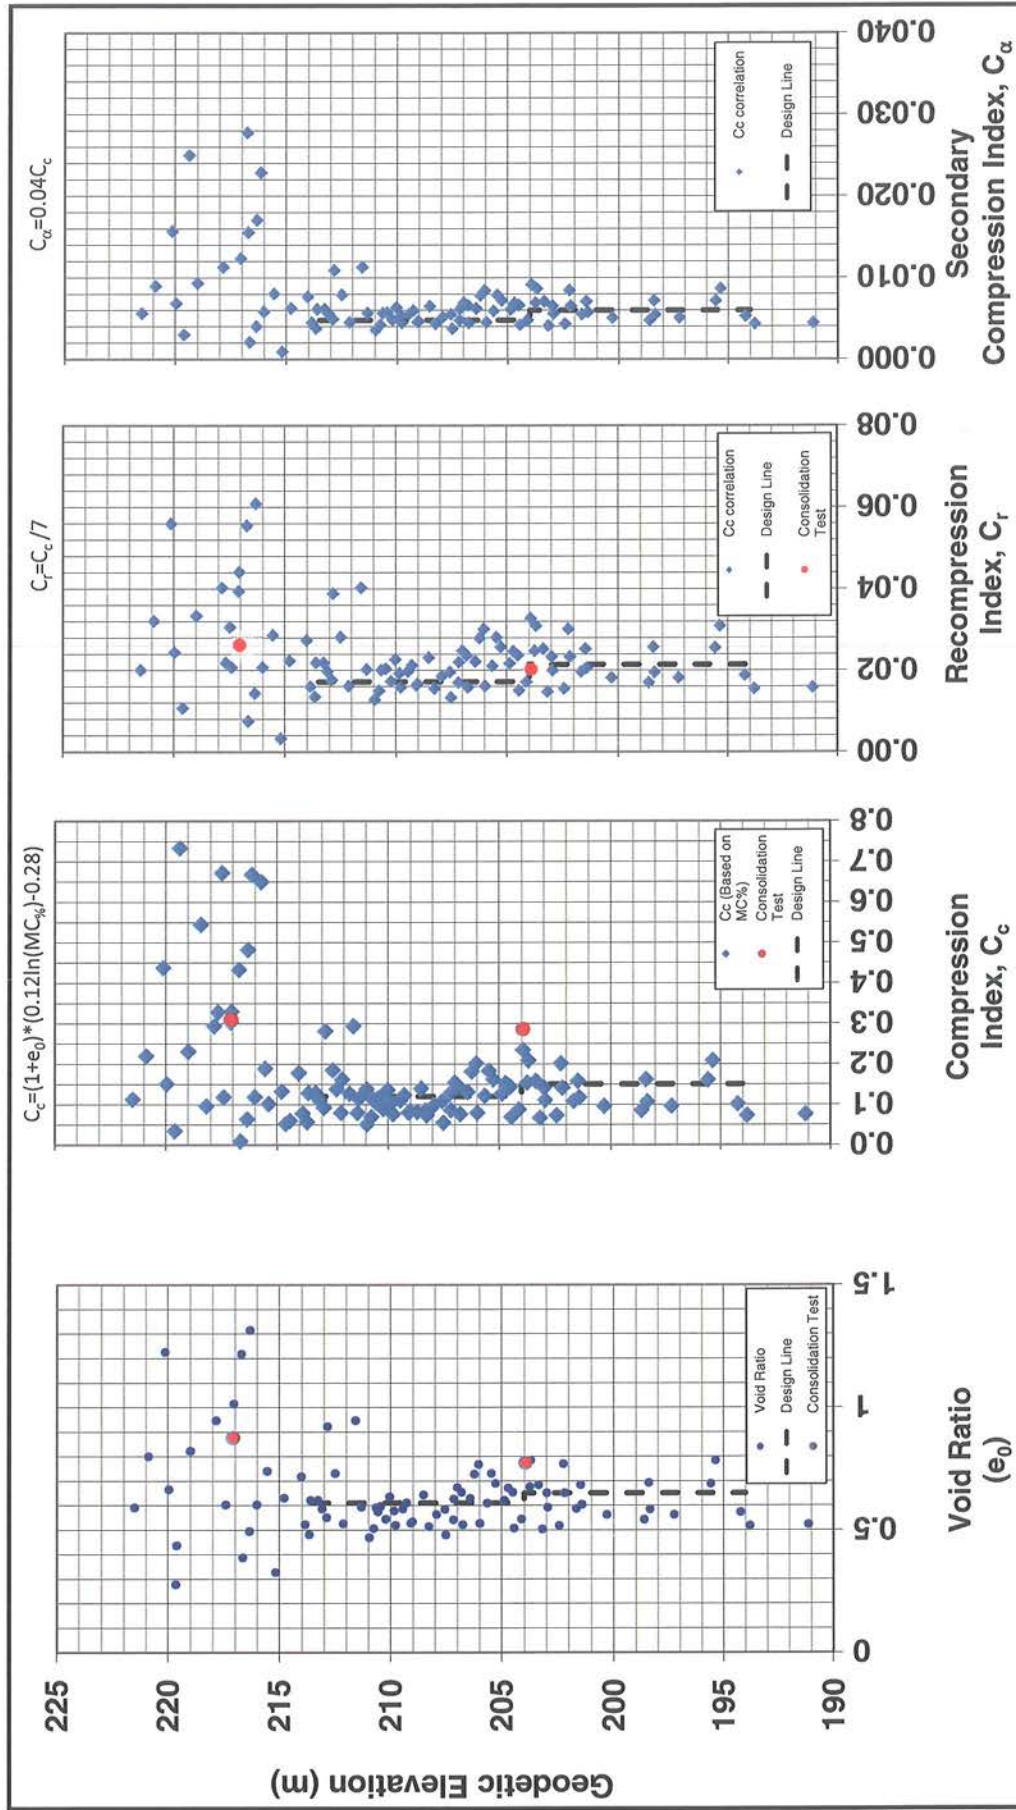 Geodetic Elevation (m)
225
220
215
210
205
200
195
190
0
0.5
1
1.5
Void Ratio
(e₀)
Void Ratio
Design Line
Consolidation Test
Cc=(1+e₀)*(0.12ln(MC%)-0.28)
0.0
0.1
0.2
0.3
0.4
0.5
0.6
0.7
0.8
Compression
Index, Cc
Cc (Based on
MC%)
Consolidation
Test
Design Line
Cr=Cc/7
0.00
0.02
0.04
0.06
0.08
Recompression
Index, Cr
Cc correlation
Design Line
Consolidation
Test
Cα=0.04Cc
0.000
0.010
0.020
0.030
0.040
Secondary
Compression Index, Cα
Cc correlation
Design Line